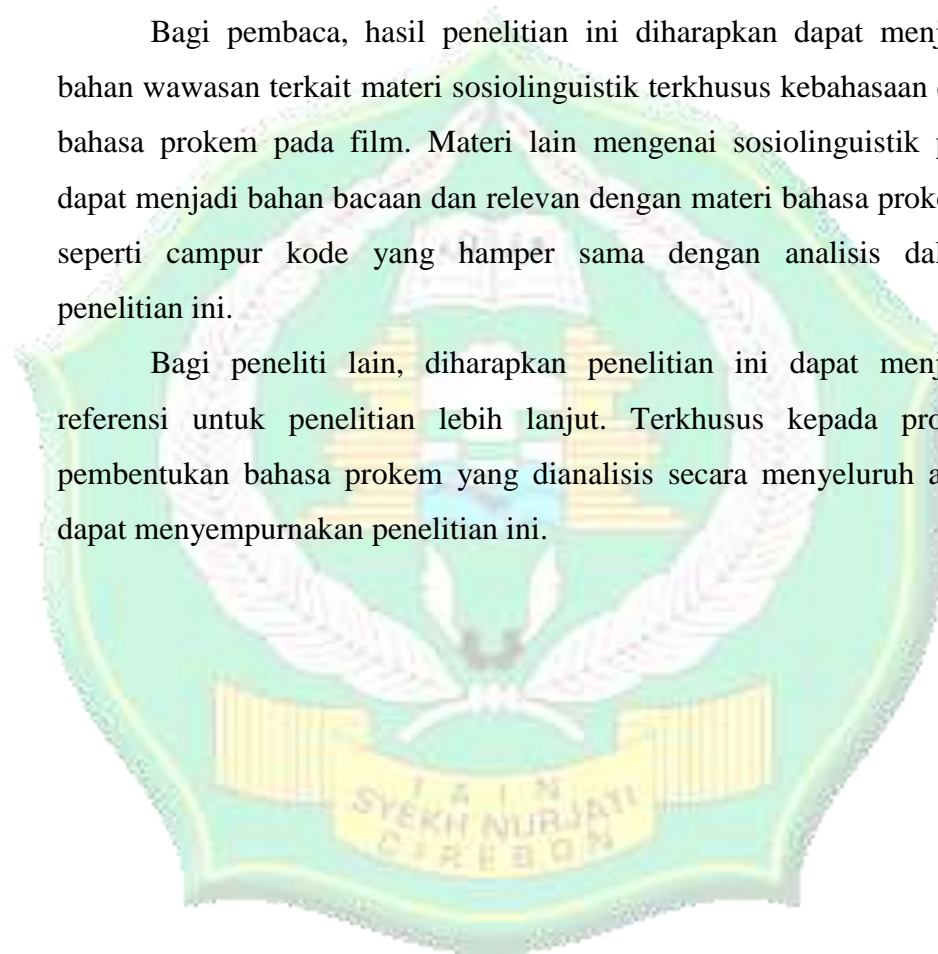 Bagi pembaca, hasil penelitian ini diharapkan dapat menj
bahan wawasan terkait materi sosiolinguistik terkhusus kebahasaan
bahasa prokem pada film. Materi lain mengenai sosiolinguistik p
dapat menjadi bahan bacaan dan relevan dengan materi bahasa prok
seperti campur kode yang hamper sama dengan analisis dal
penelitian ini.
Bagi peneliti lain, diharapkan penelitian ini dapat menj
referensi untuk penelitian lebih lanjut. Terkhusus kepada pro
pembentukan bahasa prokem yang dianalisis secara menyeluruh a
dapat menyempurnakan penelitian ini.
IAIN
SYEKH NURJATI
CIREBON